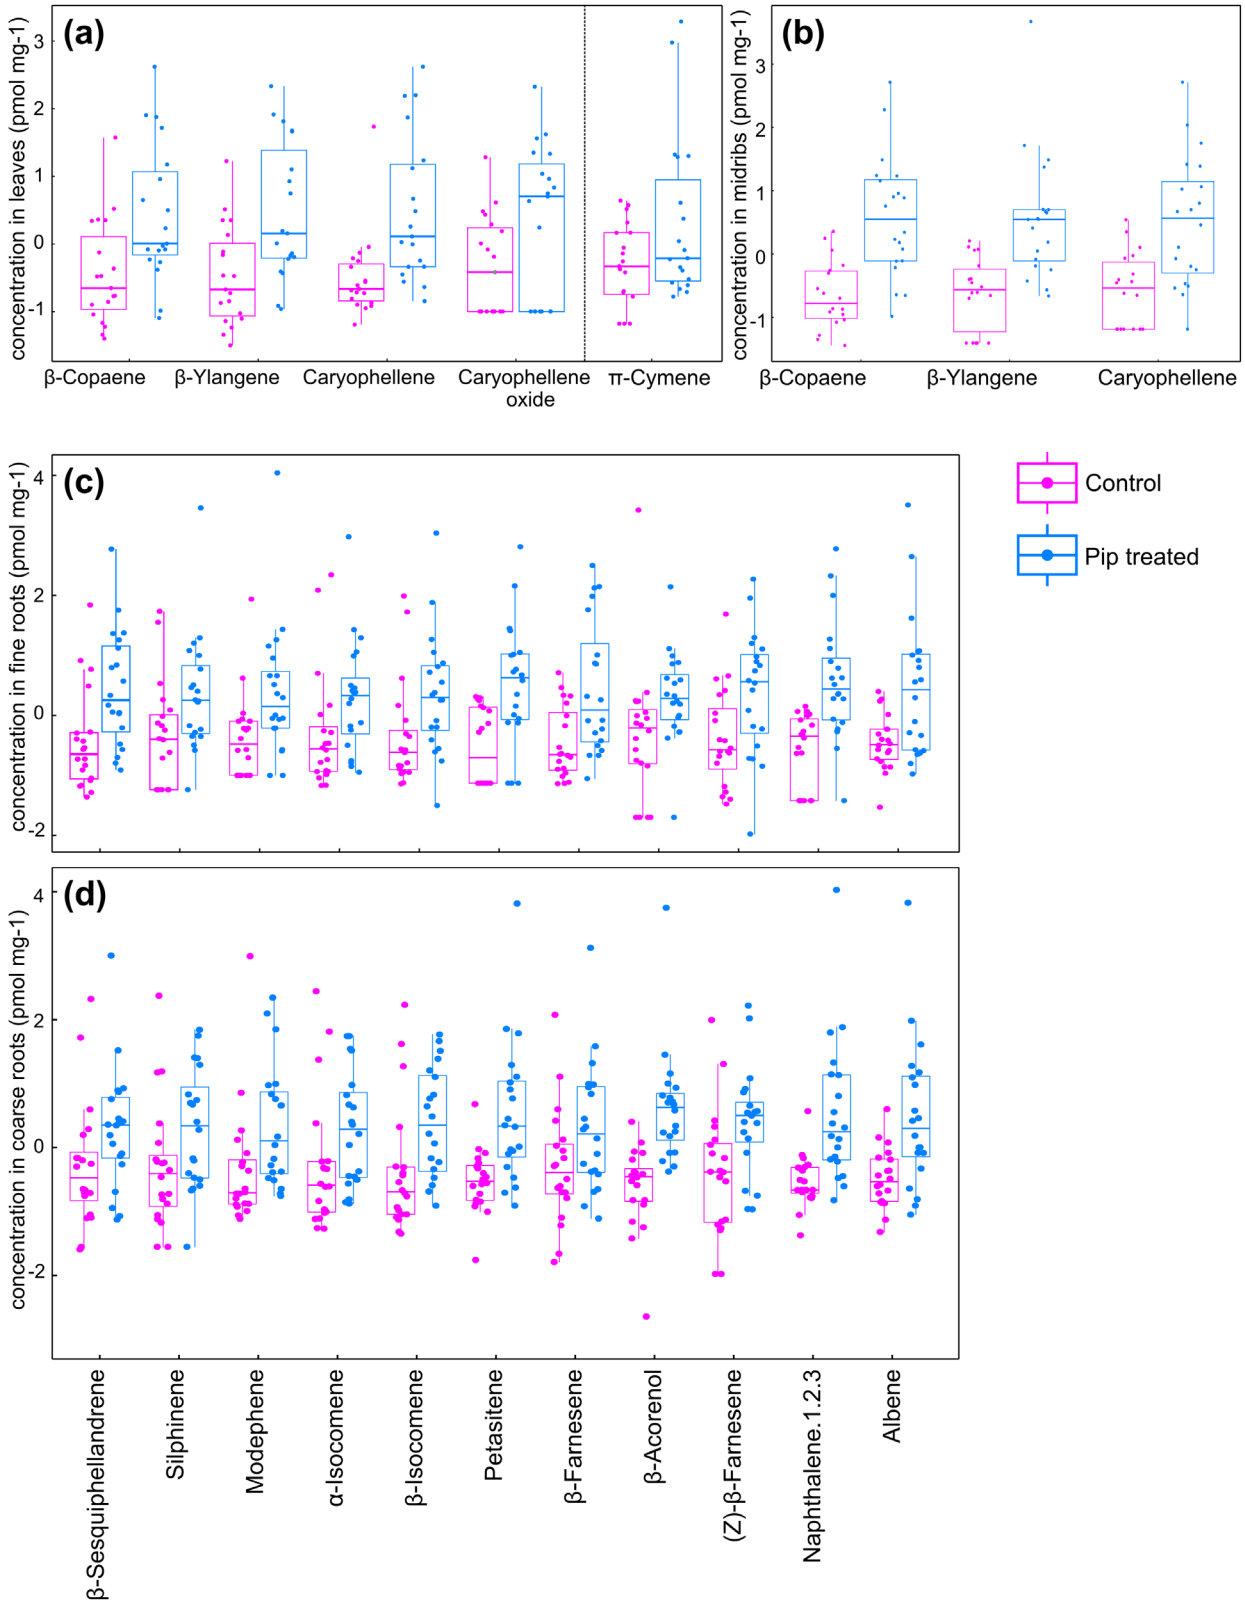 (a)
concentration in leaves (pmol mg-1)
3
2
1
0
-1
β-Copaene
β-Ylangene
Caryophellene
Caryophellene
oxide
π-Cymene
(b)
concentration in midribs (pmol mg-1)
3
2
1
0
-1
β-Copaene
β-Ylangene
Caryophellene
(c)
concentration in fine roots (pmol mg-1)
4
2
0
-2
Control
Pip treated
(d)
concentration in coarse roots (pmol mg-1)
4
2
0
-2
β-Sesquiphellandrene
Silphinene
Modephene
α-Isocomene
β-Isocomene
Petasitene
β-Farnesene
β-Acorenol
(Z)-β-Farnesene
Naphthalene.1.2.3
Albene